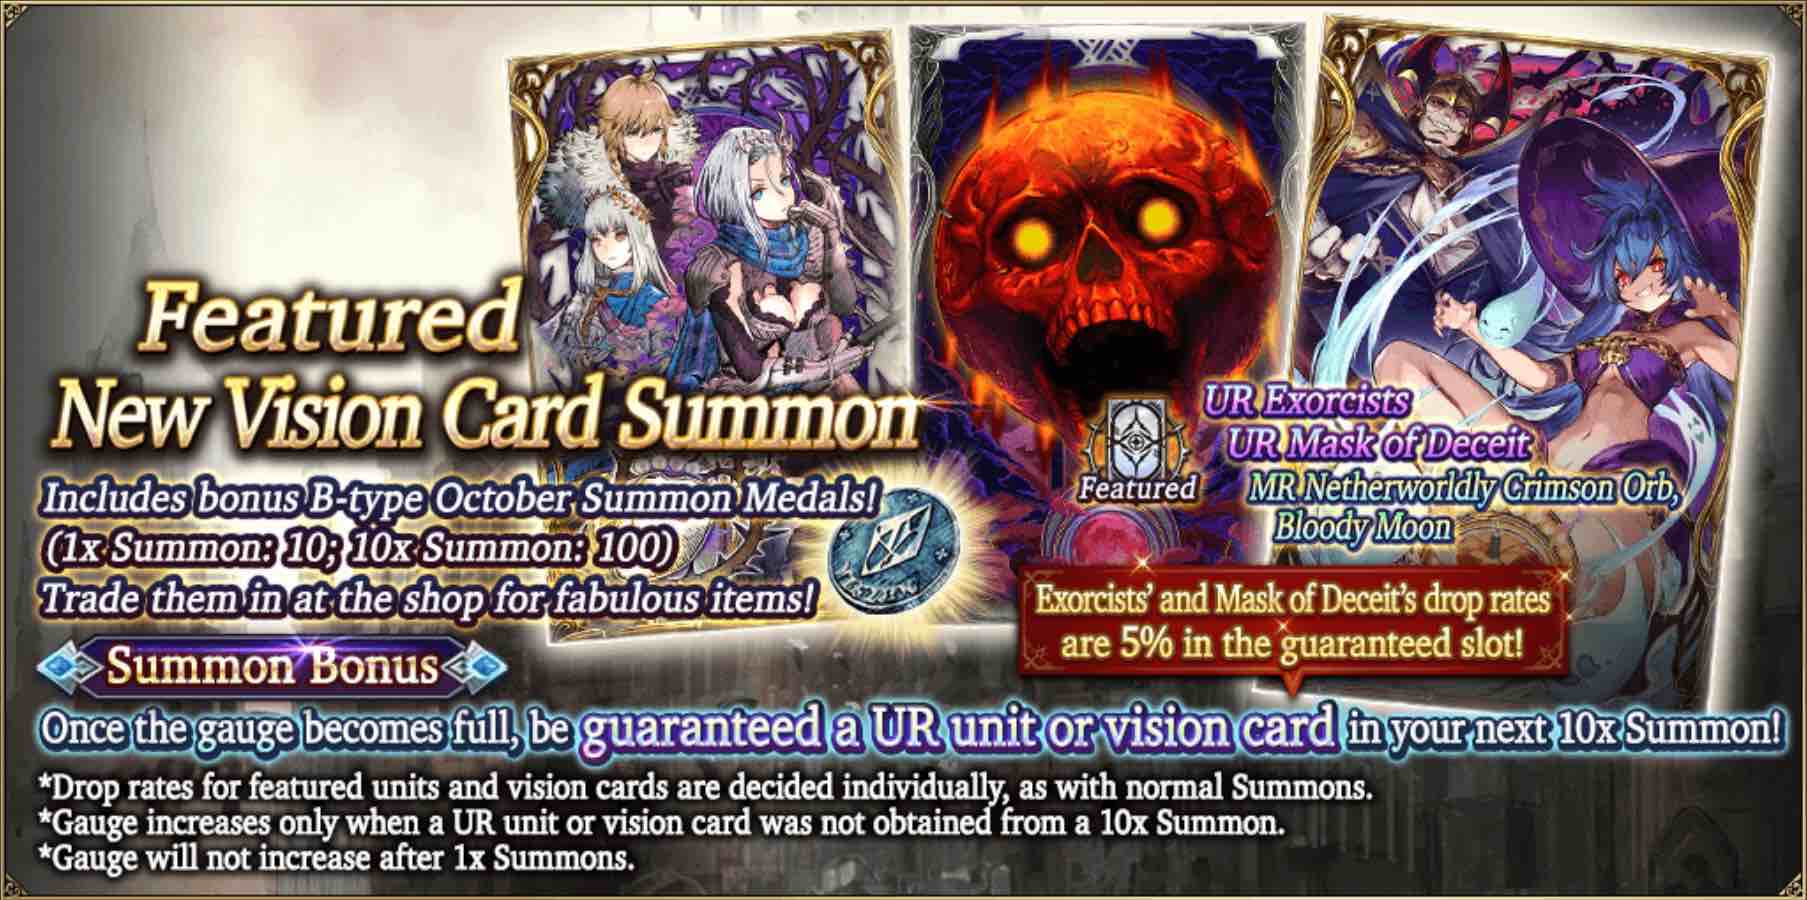 Featured
New Vision Card Summon
Includes bonus B-type October Summon Medals!
(1x Summon: 10; 10x Summon: 100)
Trade them in at the shop for fabulous items!
Featured
UR Exorcists
UR Mask of Deceit
MR Netherworldly Crimson Orb,
Bloody Moon
Exorcists' and Mask of Deceit's drop rates
are 5% in the guaranteed slot!
Summon Bonus
Once the gauge becomes full, be guaranteed a UR unit or vision card in your next 10x Summon!
*Drop rates for featured units and vision cards are decided individually, as with normal Summons.
*Gauge increases only when a UR unit or vision card was not obtained from a 10x Summon.
*Gauge will not increase after 1x Summons.